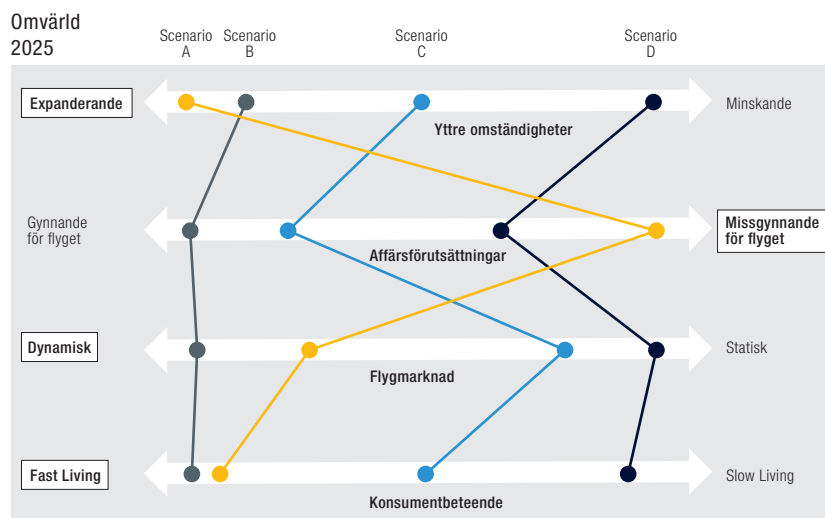 Omvärld
2025
Scenario
A
Scenario
B
Scenario
C
Scenario
D
Expanderande
Minskande
Yttre omständigheter
Gynnande
för flyget
Missgynnande
för flyget
Affärsförutsättningar
Dynamisk
Statisk
Flygmarknad
Fast Living
Slow Living
Konsumentbeteende